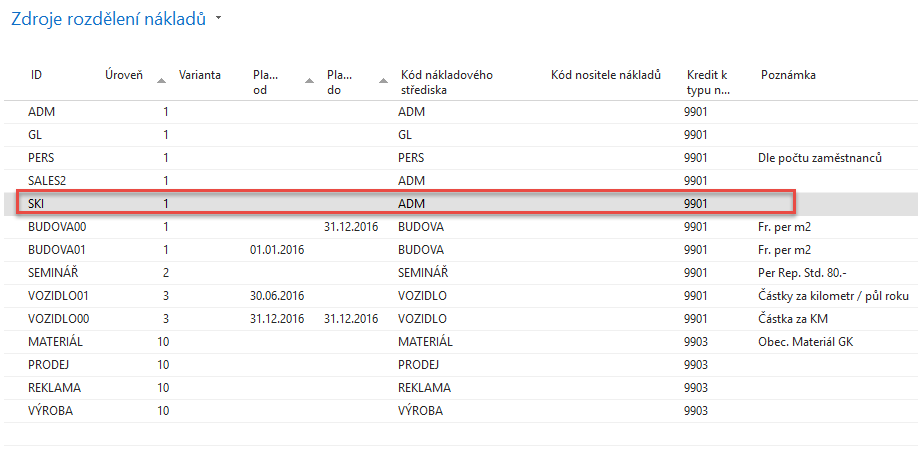 Zdroje rozdělení nákladů
ID Úroveň Varianta Pla... od Pla... do Kód nákladového střediska Kód nositele nákladů Kredit k typu n... Poznámka
ADM 1 ADM 9901
GL 1 GL 9901
PERS 1 PERS 9901 Dle počtu zaměstnanců
SALES2 1 ADM 9901
SKI 1 ADM 9901
BUDOVA00 1 31.12.2016 BUDOVA 9901 Fr. per m2
BUDOVA01 1 01.01.2016 BUDOVA 9901 Fr. per m2
SEMINÁŘ 2 SEMINÁŘ 9901 Per Rep. Std. 80.-
VOZIDLO01 3 30.06.2016 VOZIDLO 9901 Částky za kilometr / půl roku
VOZIDLO00 3 31.12.2016 31.12.2016 VOZIDLO 9901 Částka za KM
MATERIÁL 10 MATERIÁL 9903 Obec. Materiál GK
PRODEJ 10 PRODEJ 9903
REKLAMA 10 REKLAMA 9903
VÝROBA 10 VÝROBA 9903